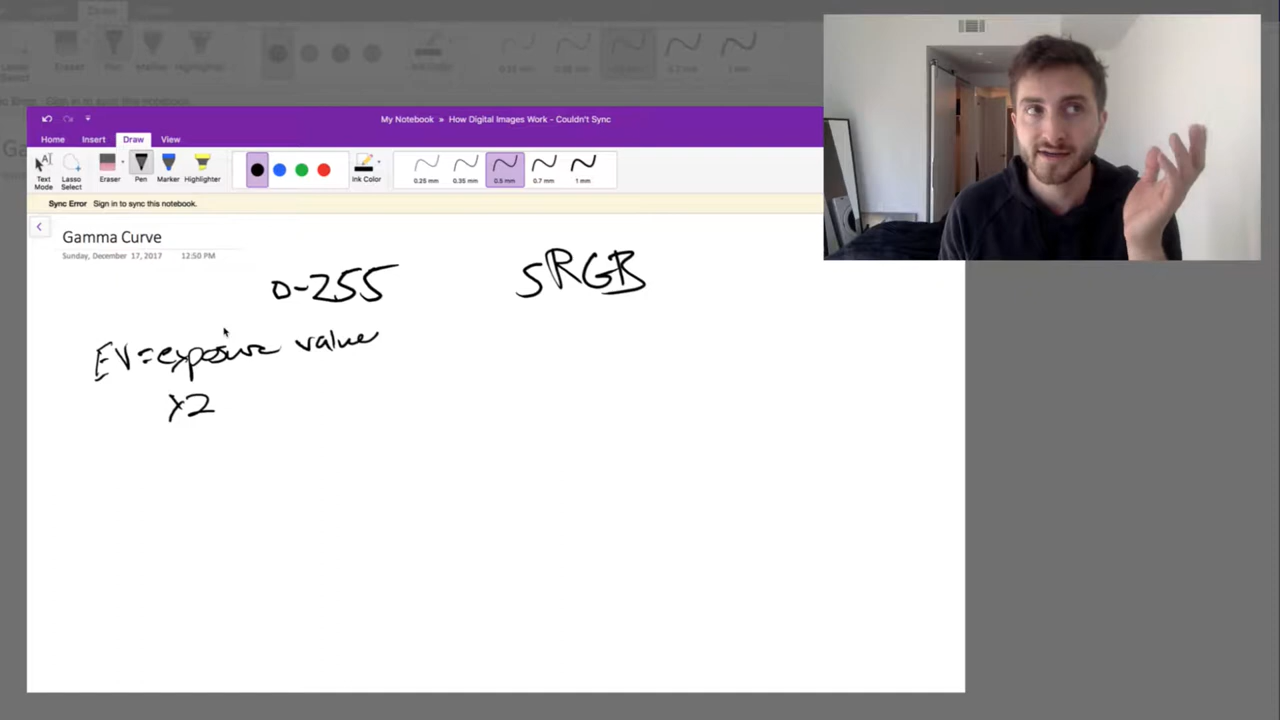 My Notebook » How Digital Images Work - Couldn't Sync
Home Insert Draw View
Text Mode
Lasso Select
Eraser
Pen
Marker
Highlighter
Ink Color
0.25 mm
0.35 mm
0.5 mm
0.7 mm
1 mm
Sync Error Sign in to sync this notebook.
Gamma Curve
Sunday, December 17, 2017 12:50 PM
0-255 sRGB
EV=exposure value
x2